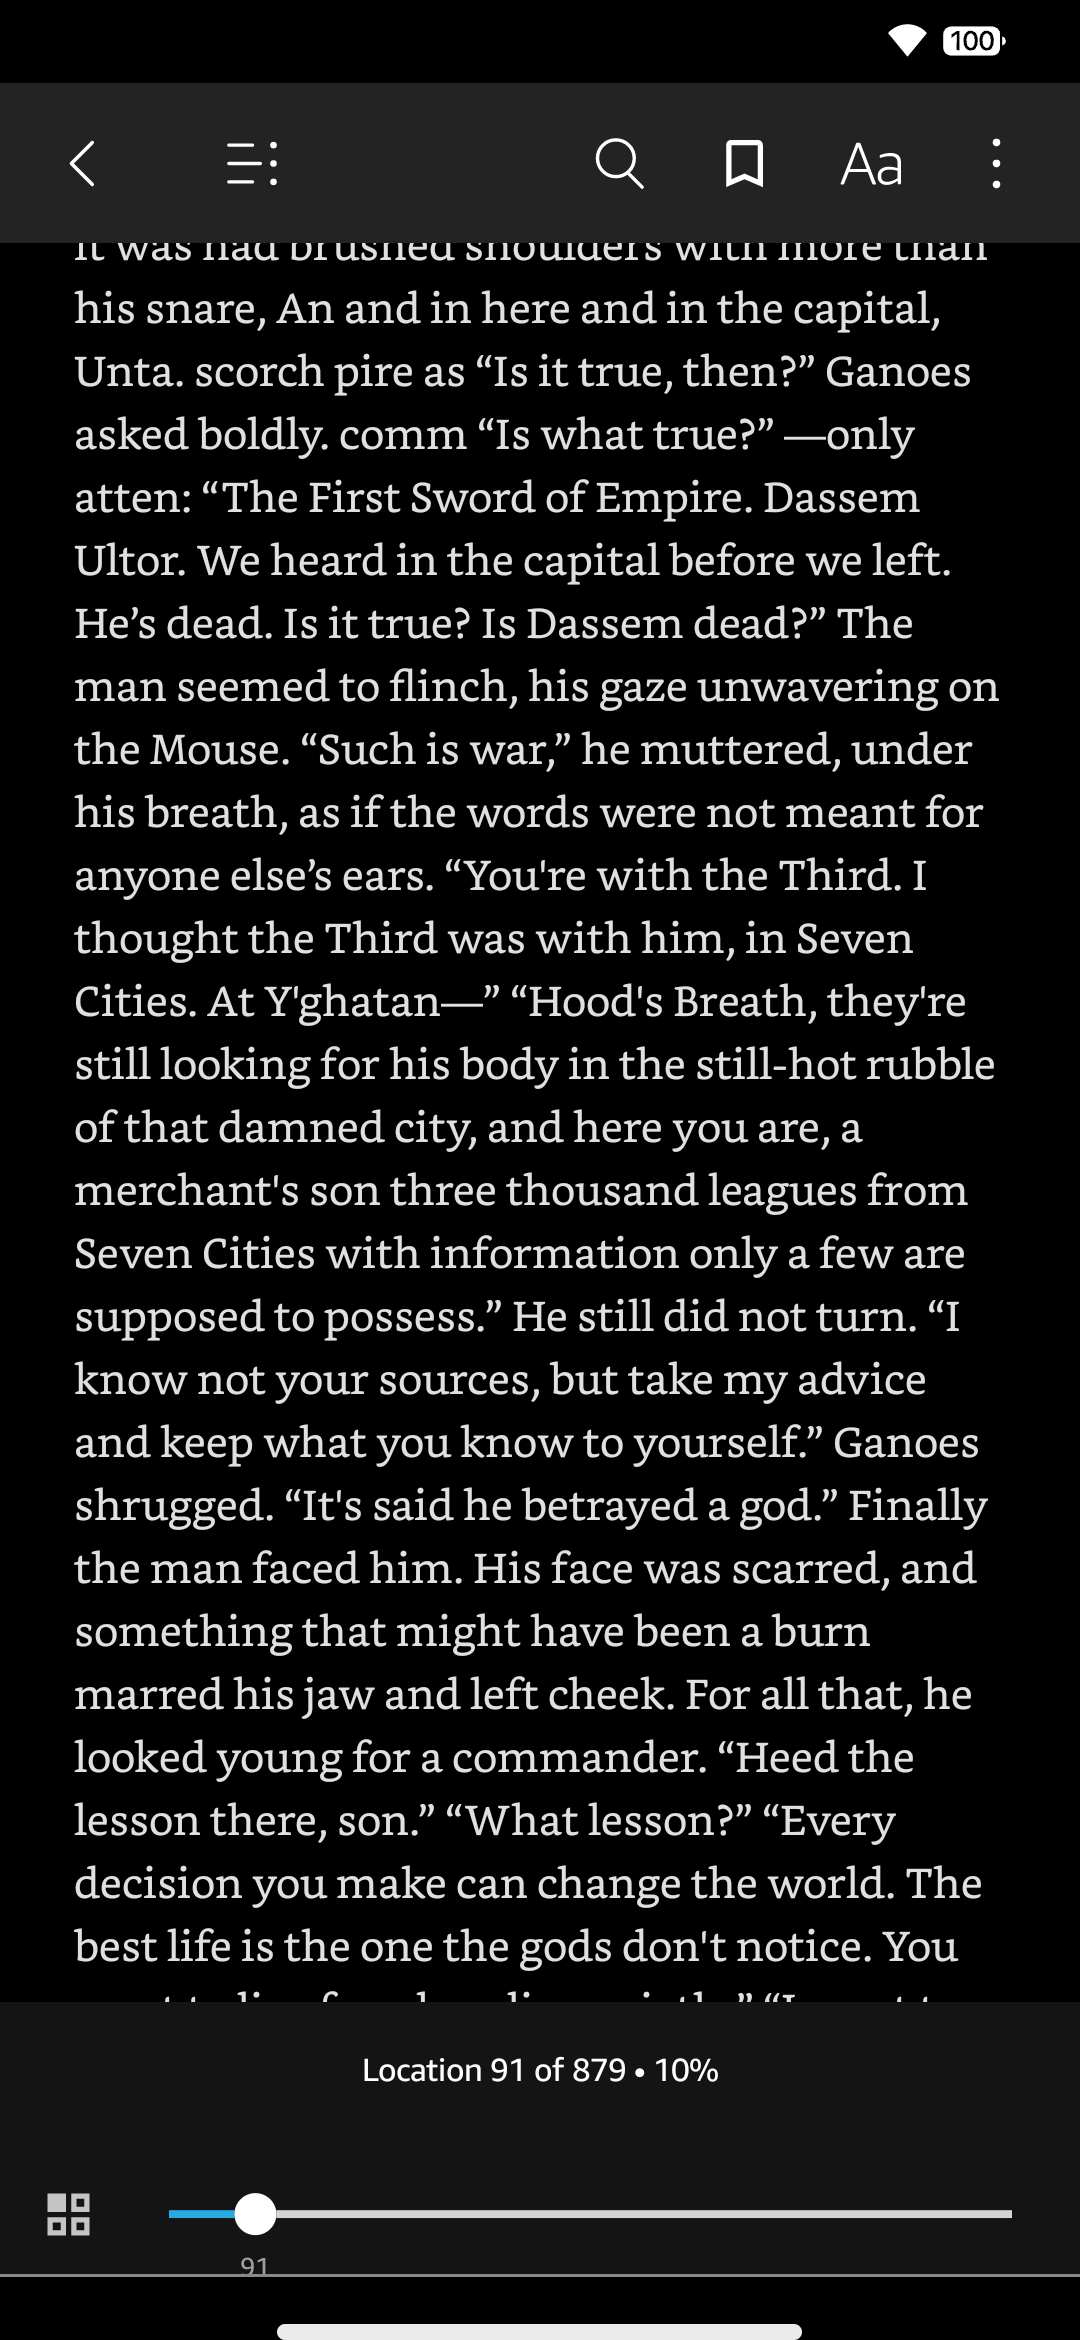 100
Aa
it was had brushed shoulders with more than
his snare, An and in here and in the capital,
Unta. scorch pire as “Is it true, then?” Ganoes
asked boldly. comm “Is what true?” —only
atten: “The First Sword of Empire. Dassem
Ultor. We heard in the capital before we left.
He’s dead. Is it true? Is Dassem dead?” The
man seemed to flinch, his gaze unwavering on
the Mouse. “Such is war,” he muttered, under
his breath, as if the words were not meant for
anyone else’s ears. “You're with the Third. I
thought the Third was with him, in Seven
Cities. At Y'ghatan—” “Hood's Breath, they're
still looking for his body in the still-hot rubble
of that damned city, and here you are, a
merchant's son three thousand leagues from
Seven Cities with information only a few are
supposed to possess.” He still did not turn. “I
know not your sources, but take my advice
and keep what you know to yourself.” Ganoes
shrugged. “It's said he betrayed a god.” Finally
the man faced him. His face was scarred, and
something that might have been a burn
marred his jaw and left cheek. For all that, he
looked young for a commander. “Heed the
lesson there, son.” “What lesson?” “Every
decision you make can change the world. The
best life is the one the gods don't notice. You
Location 91 of 879 • 10%
91